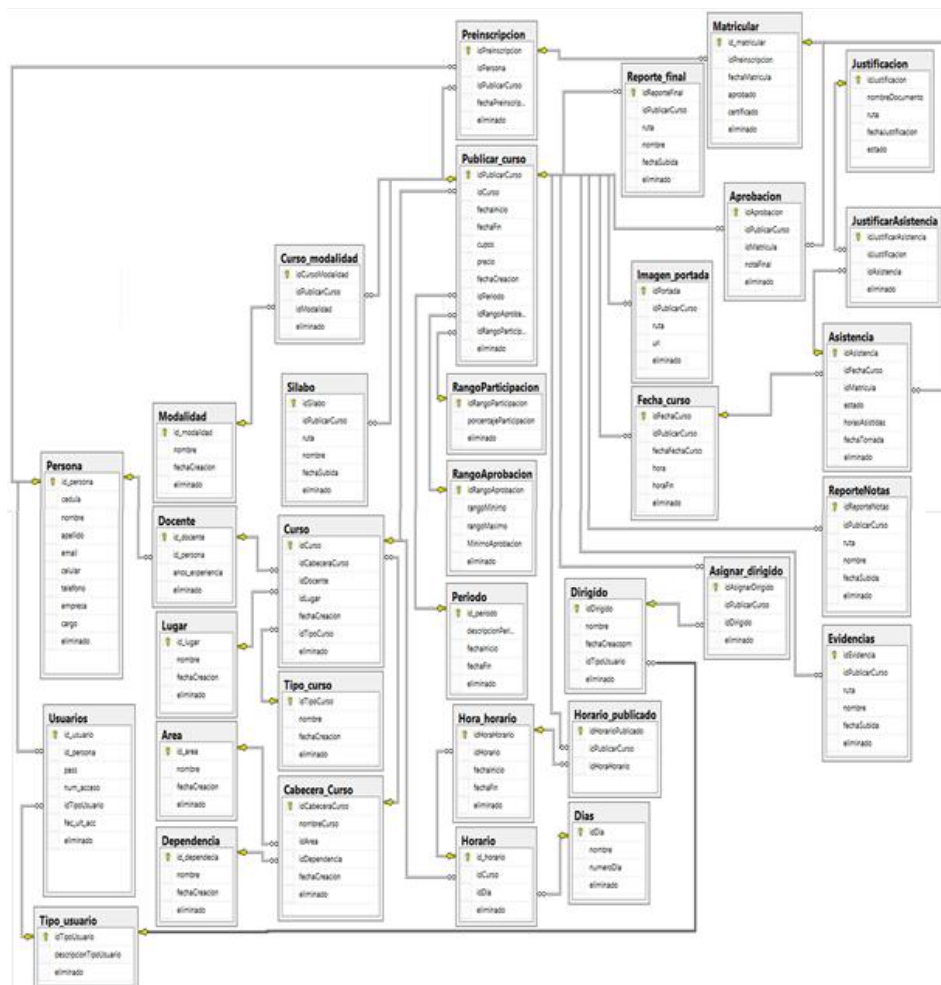 Preinscripcion
idPreinscripcion
idPersona
idPublicarCurso
fechaPreinscrip...
eliminado
Matricular
id_matricular
idPreinscripcion
fechaMatricula
aprobado
certificado
eliminado
Justificacion
idJustificacion
nombreDocumento
ruta
fechaJustificacion
estado
Reporte_final
idReporteFinal
idPublicarCurso
ruta
nombre
fechaSubida
eliminado
Publicar_curso
idPublicarCurso
idCurso
fechaInicio
fechaFin
cupos
precio
fechaCreacion
idPeriodo
idRangoAproba...
idRangoParticip...
eliminado
Aprobacion
idAprobacion
idPublicarCurso
idMatricula
notaFinal
eliminado
JustificarAsistencia
idJustificarAsistencia
idJustificacion
idAsistencia
eliminado
Curso_modalidad
idCursoModalidad
idPublicarCurso
idModalidad
eliminado
Imagen_portada
idPortada
idPublicarCurso
ruta
url
eliminado
Asistencia
idAsistencia
idFechaCurso
idMatricula
estado
horasAsistidas
fechaTomada
eliminado
Silabo
idSilabo
idPublicarCurso
ruta
nombre
fechaSubida
eliminado
RangoParticipacion
idRangoParticipacion
porcentajeParticipacion
eliminado
Fecha_curso
idFechaCurso
idPublicarCurso
fechaFechaCurso
hora
horaFin
eliminado
Modalidad
id_modalidad
nombre
fechaCreacion
eliminado
Persona
id_persona
cedula
nombre
apellido
email
celular
telefono
empresa
cargo
eliminado
RangoAprobacion
idRangoAprobacion
rangoMinimo
rangoMaximo
MinimoAprobacion
eliminado
ReporteNotas
idReporteNotas
idPublicarCurso
ruta
nombre
fechaSubida
eliminado
Docente
id_docente
id_persona
anos_experiencia
eliminado
Curso
idCurso
idCabeceraCurso
idDocente
idLugar
fechaCreacion
idTipoCurso
eliminado
Asignar_dirigido
idAsignarDirigido
idPublicarCurso
idDirigido
eliminado
Dirigido
idDirigido
nombre
fechaCreacpom
idTipoUsuario
eliminado
Periodo
id_periodo
descripcionPeri...
fechaInicio
fechaFin
Lugar
id_lugar
nombre
fechaCreacion
eliminado
Evidencias
idEvidencia
idPublicarCurso
ruta
nombre
fechaSubida
eliminado
Tipo_curso
idTipoCurso
nombre
fechaCreacion
eliminado
Usuarios
id_usuario
id_persona
pass
num_acceso
idTipoUsuario
fec_ult_acc
eliminado
Area
id_area
nombre
fechaCreacion
eliminado
Hora_horario
idHoraHorario
idHorario
fechaInicio
fechaFin
eliminado
Horario_publicado
idHorarioPublicado
idPublicarCurso
idHoraHorario
Cabecera_Curso
idCabeceraCurso
nombreCurso
idArea
idDependencia
fechaCreacion
eliminado
Dias
idDia
nombre
numeroDia
eliminado
Dependencia
id_dependecia
nombre
fechaCreacion
eliminado
Horario
id_horario
idCurso
idDia
eliminado
Tipo_usuario
idTipoUsuario
descripcionTipoUsuario
eliminado